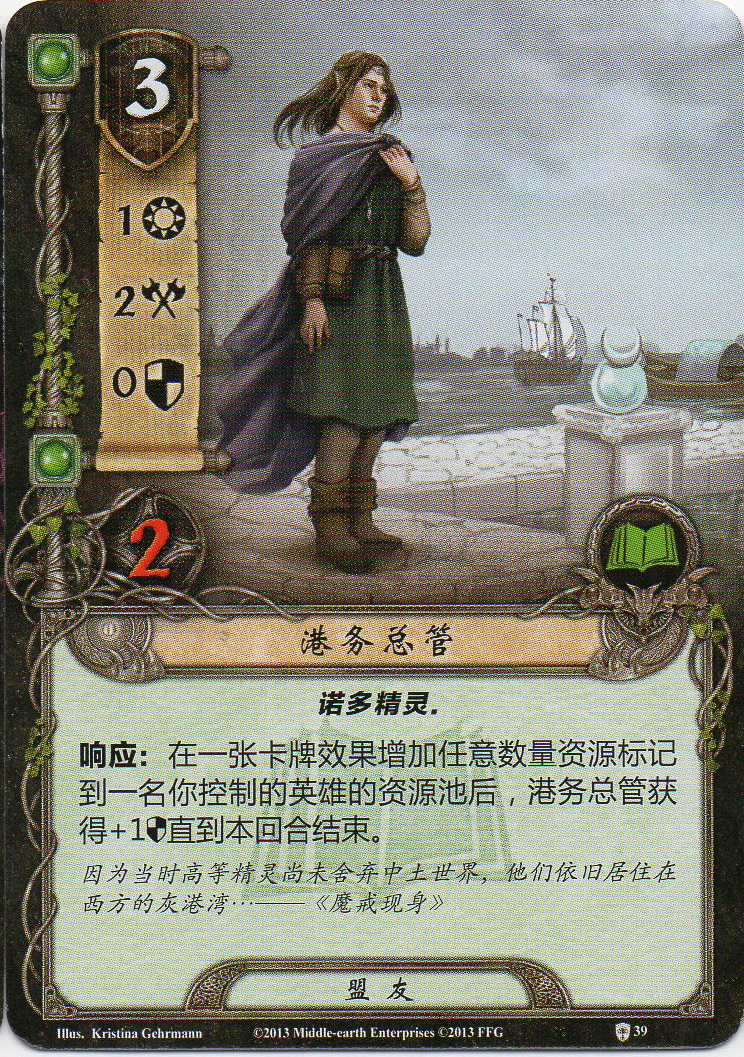 3
1
2
0
2
港务总管
诺多精灵.
响应：在一张卡牌效果增加任意数量资源标记
到一名你控制的英雄的资源池后，港务总管获
得+1直到本回合结束。
因为当时高等精灵尚未舍弃中土世界，他们依旧居住在
西方的灰港湾…——《魔戒现身》
盟友
Illus. Kristina Gehrmann ©2013 Middle-earth Enterprises ©2013 FFG 39